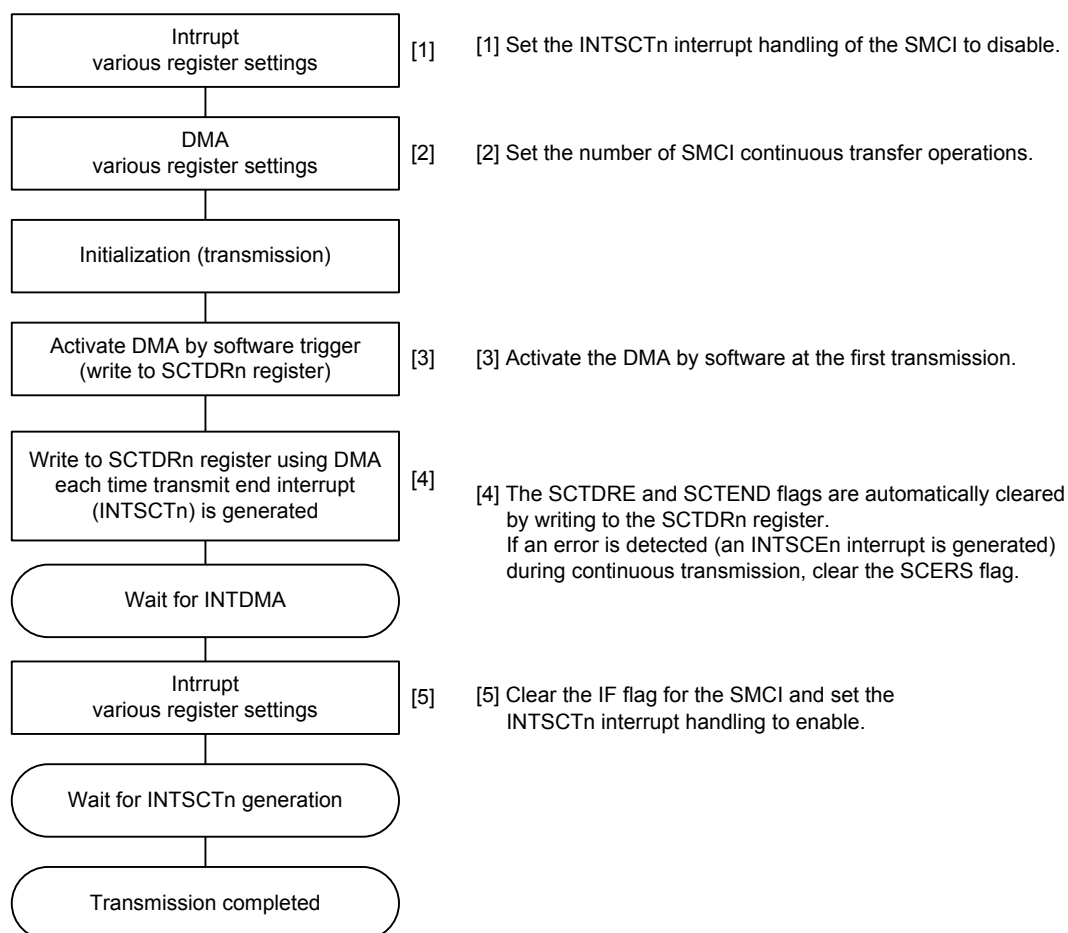 Intrrupt
various register settings
[1]
[1] Set the INTSCTn interrupt handling of the SMCI to disable.
DMA
various register settings
[2]
[2] Set the number of SMCI continuous transfer operations.
Initialization (transmission)
Activate DMA by software trigger
(write to SCTDRn register)
[3]
[3] Activate the DMA by software at the first transmission.
Write to SCTDRn register using DMA
each time transmit end interrupt
(INTSCTn) is generated
[4]
[4] The SCTDRE and SCTEND flags are automatically cleared
by writing to the SCTDRn register.
If an error is detected (an INTSCEn interrupt is generated)
during continuous transmission, clear the SCERS flag.
Wait for INTDMA
Intrrupt
various register settings
[5]
[5] Clear the IF flag for the SMCI and set the
INTSCTn interrupt handling to enable.
Wait for INTSCTn generation
Transmission completed